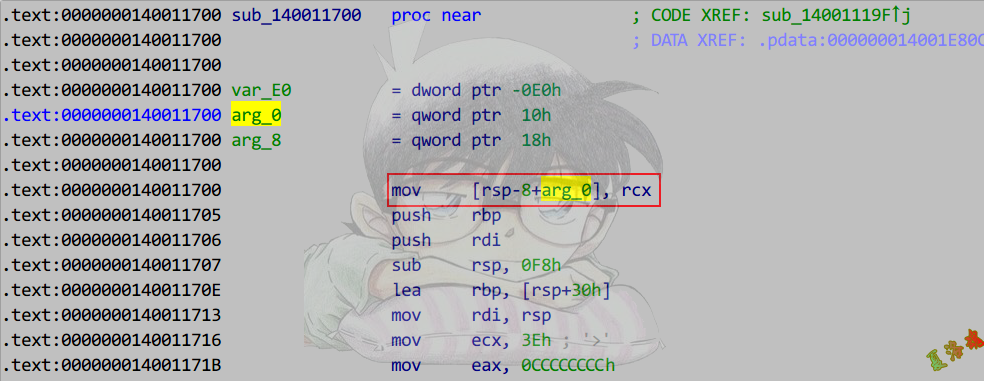 .text:0000000140011700 sub_140011700 proc near ; CODE XREF: sub_14001119F↑j
.text:0000000140011700 ; DATA XREF: .pdata:000000014001E80C
.text:0000000140011700
.text:0000000140011700 var_E0 = dword ptr -0E0h
.text:0000000140011700 arg_0 = qword ptr 10h
.text:0000000140011700 arg_8 = qword ptr 18h
.text:0000000140011700
.text:0000000140011700 mov [rsp-8+arg_0], rcx
.text:0000000140011705 push rbp
.text:0000000140011706 push rdi
.text:0000000140011707 sub rsp, 0F8h
.text:000000014001170E lea rbp, [rsp+30h]
.text:0000000140011713 mov rdi, rsp
.text:0000000140011716 mov ecx, 3Eh ; '>'
.text:000000014001171B mov eax, 0CCCCCCCCh